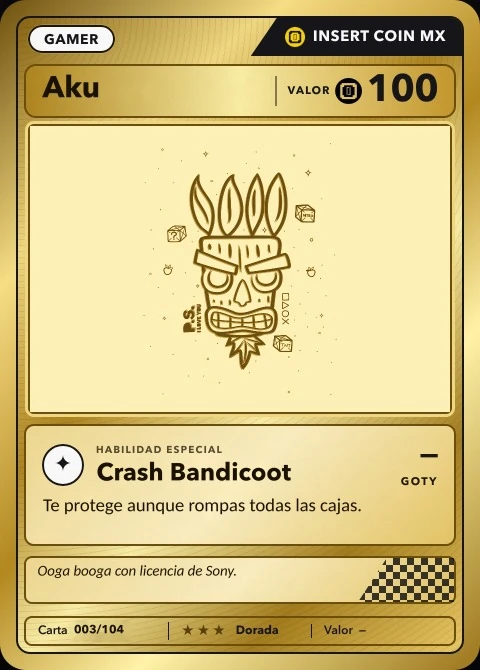 GAMER
INSERT COIN MX
Aku
VALOR 100
P.S.
I LOVE YOU
?
HABILIDAD ESPECIAL
Crash Bandicoot
—
GOTY
Te protege aunque rompas todas las cajas.
Ooga booga con licencia de Sony.
Carta 003/104
★ ★ ★ Dorada
Valor —